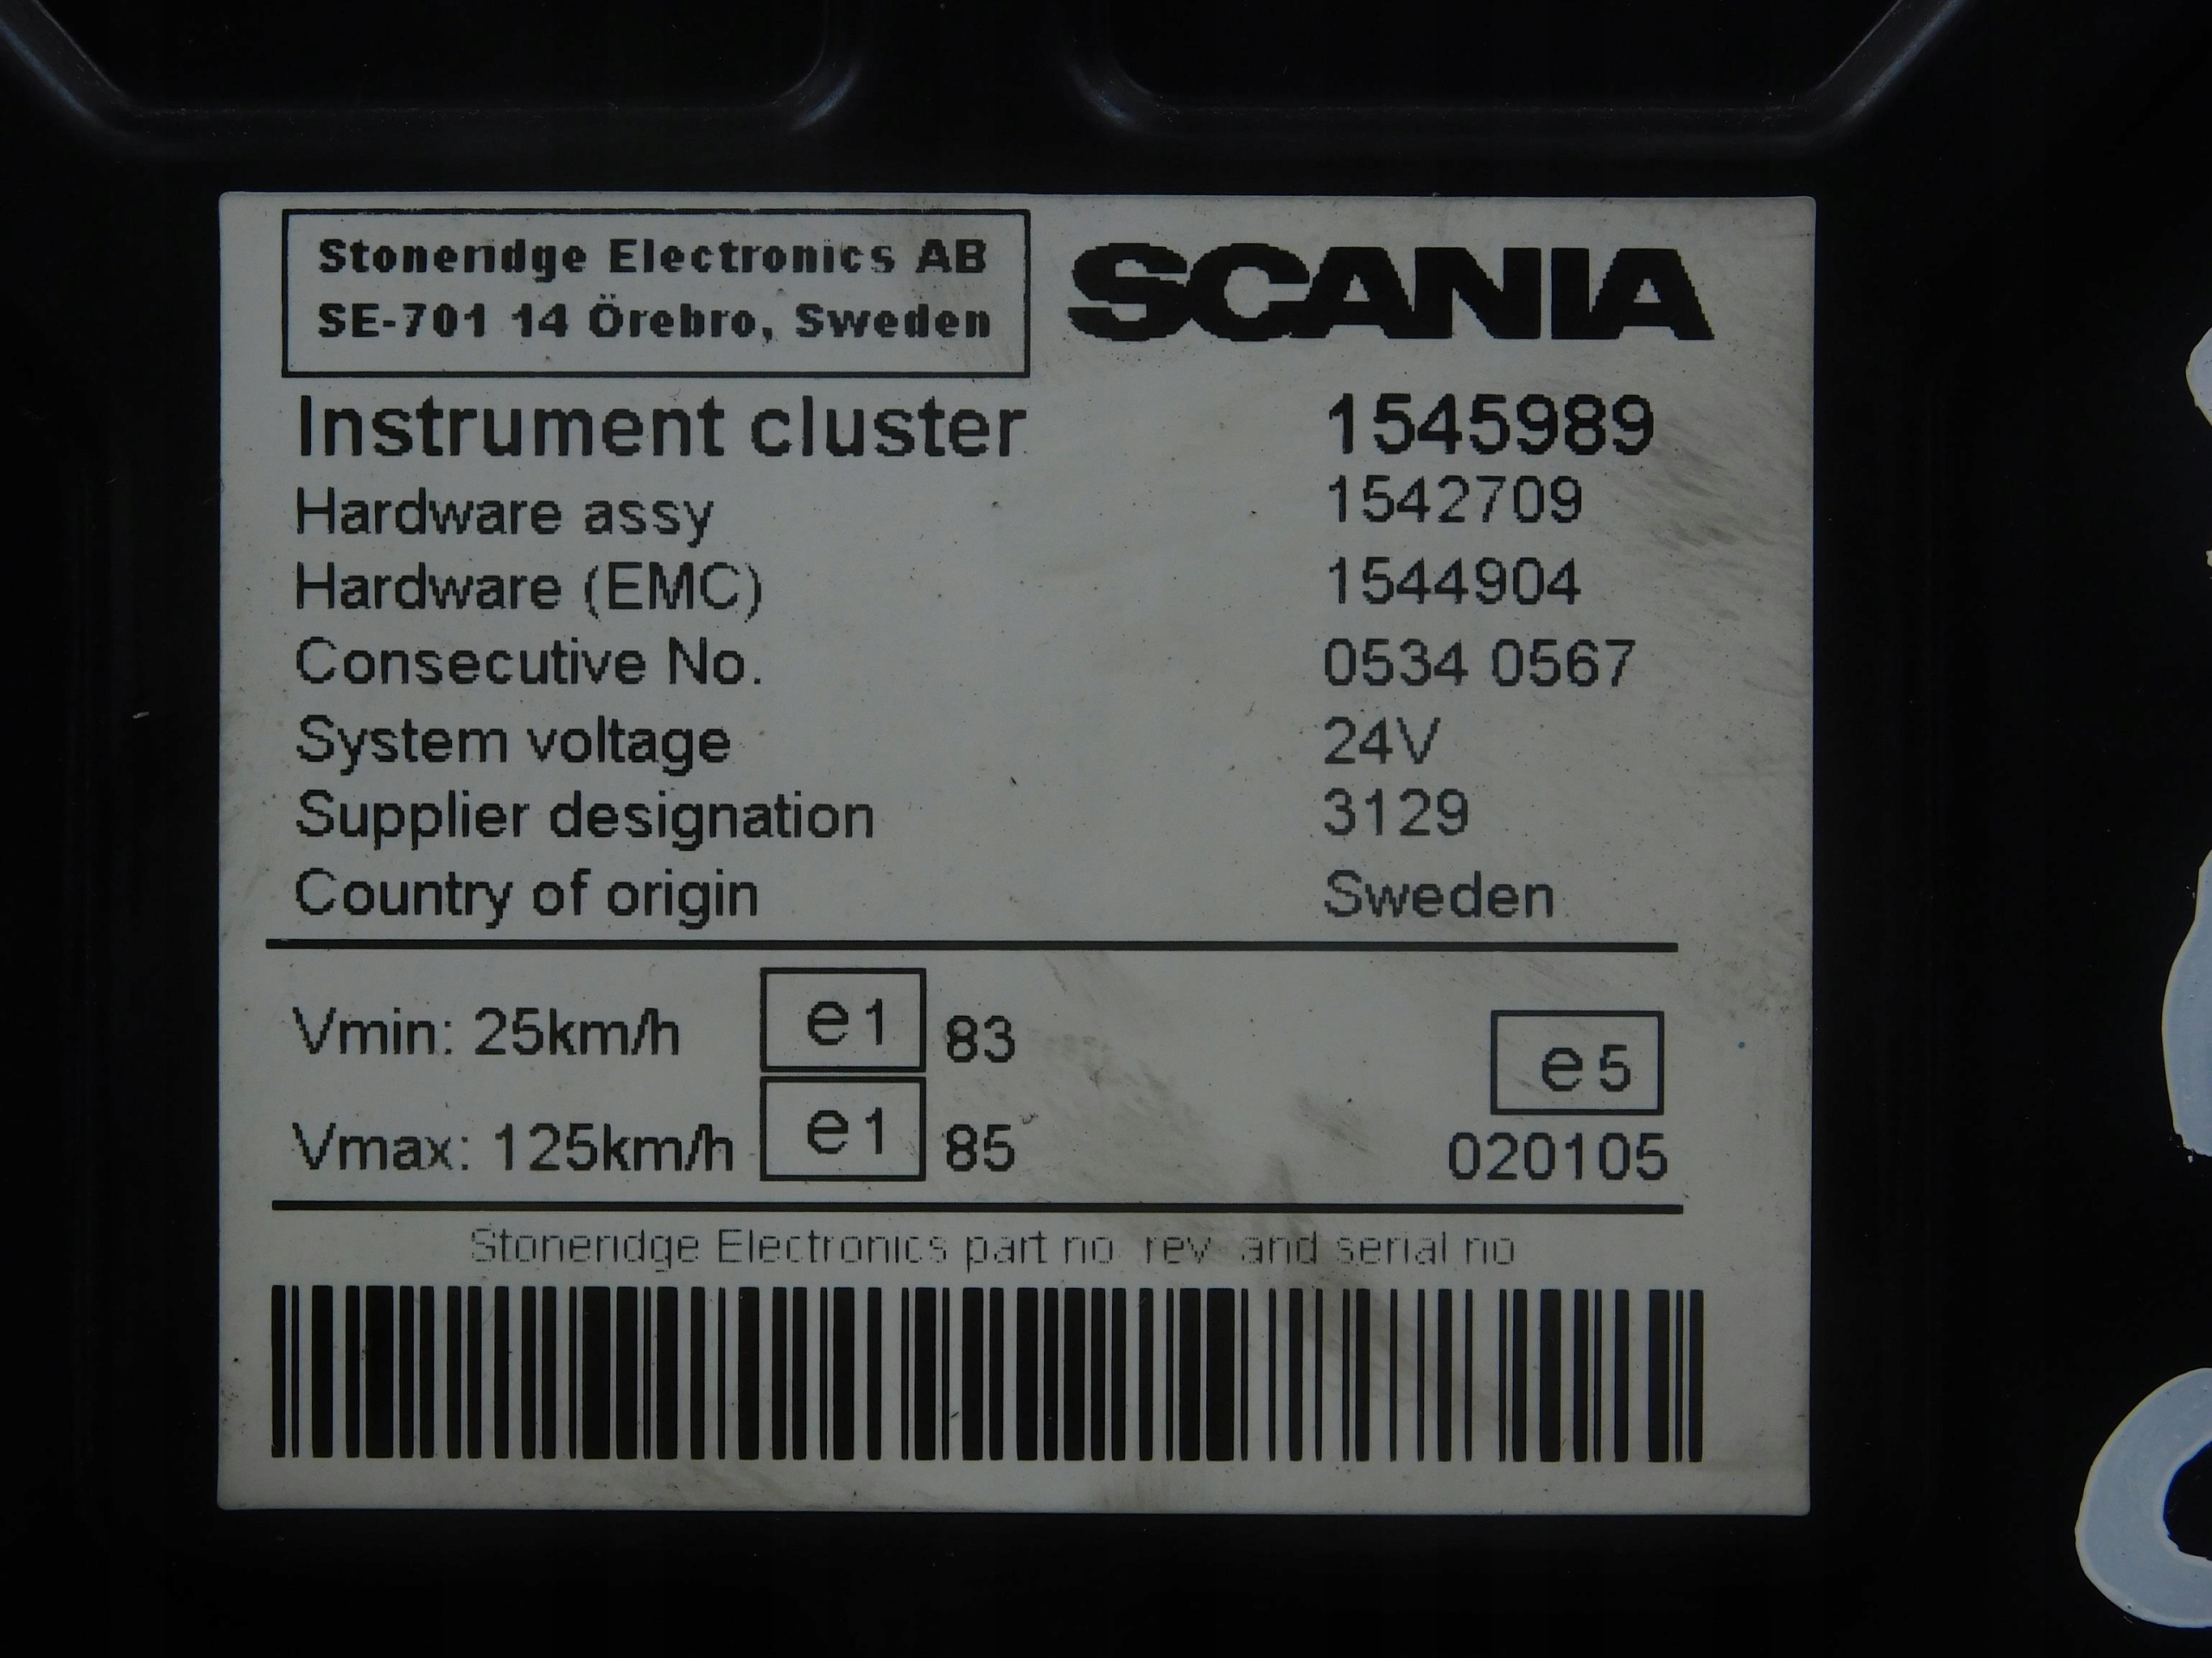 Stoneridge Electronics AB
SE-701 14 Örebro, Sweden
SCANIA
Instrument cluster 1545989
Hardware assy 1542709
Hardware (EMC) 1544904
Consecutive No. 0534 0567
System voltage 24V
Supplier designation 3129
Country of origin Sweden
Vmin: 25km/h e1 83
Vmax: 125km/h e1 85
e5
020105
Stoneridge Electronics part no rev and serial no